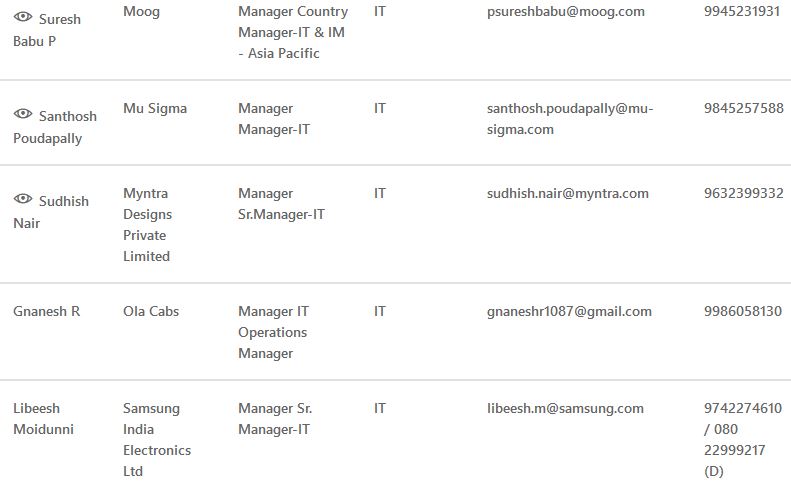 Suresh Babu P Moog Manager Country Manager-IT & IM - Asia Pacific IT psureshbabu@moog.com 9945231931
Santhosh Poudapally Mu Sigma Manager Manager-IT IT santhosh.poudapally@mu-sigma.com 9845257588
Sudhish Nair Myntra Designs Private Limited Manager Sr.Manager-IT IT sudhish.nair@myntra.com 9632399332
Gnanesh R Ola Cabs Manager IT Operations Manager IT gnaneshr1087@gmail.com 9986058130
Libeesh Moidunni Samsung India Electronics Ltd Manager Sr. Manager-IT IT libeesh.m@samsung.com 9742274610 / 080 22999217 (D)